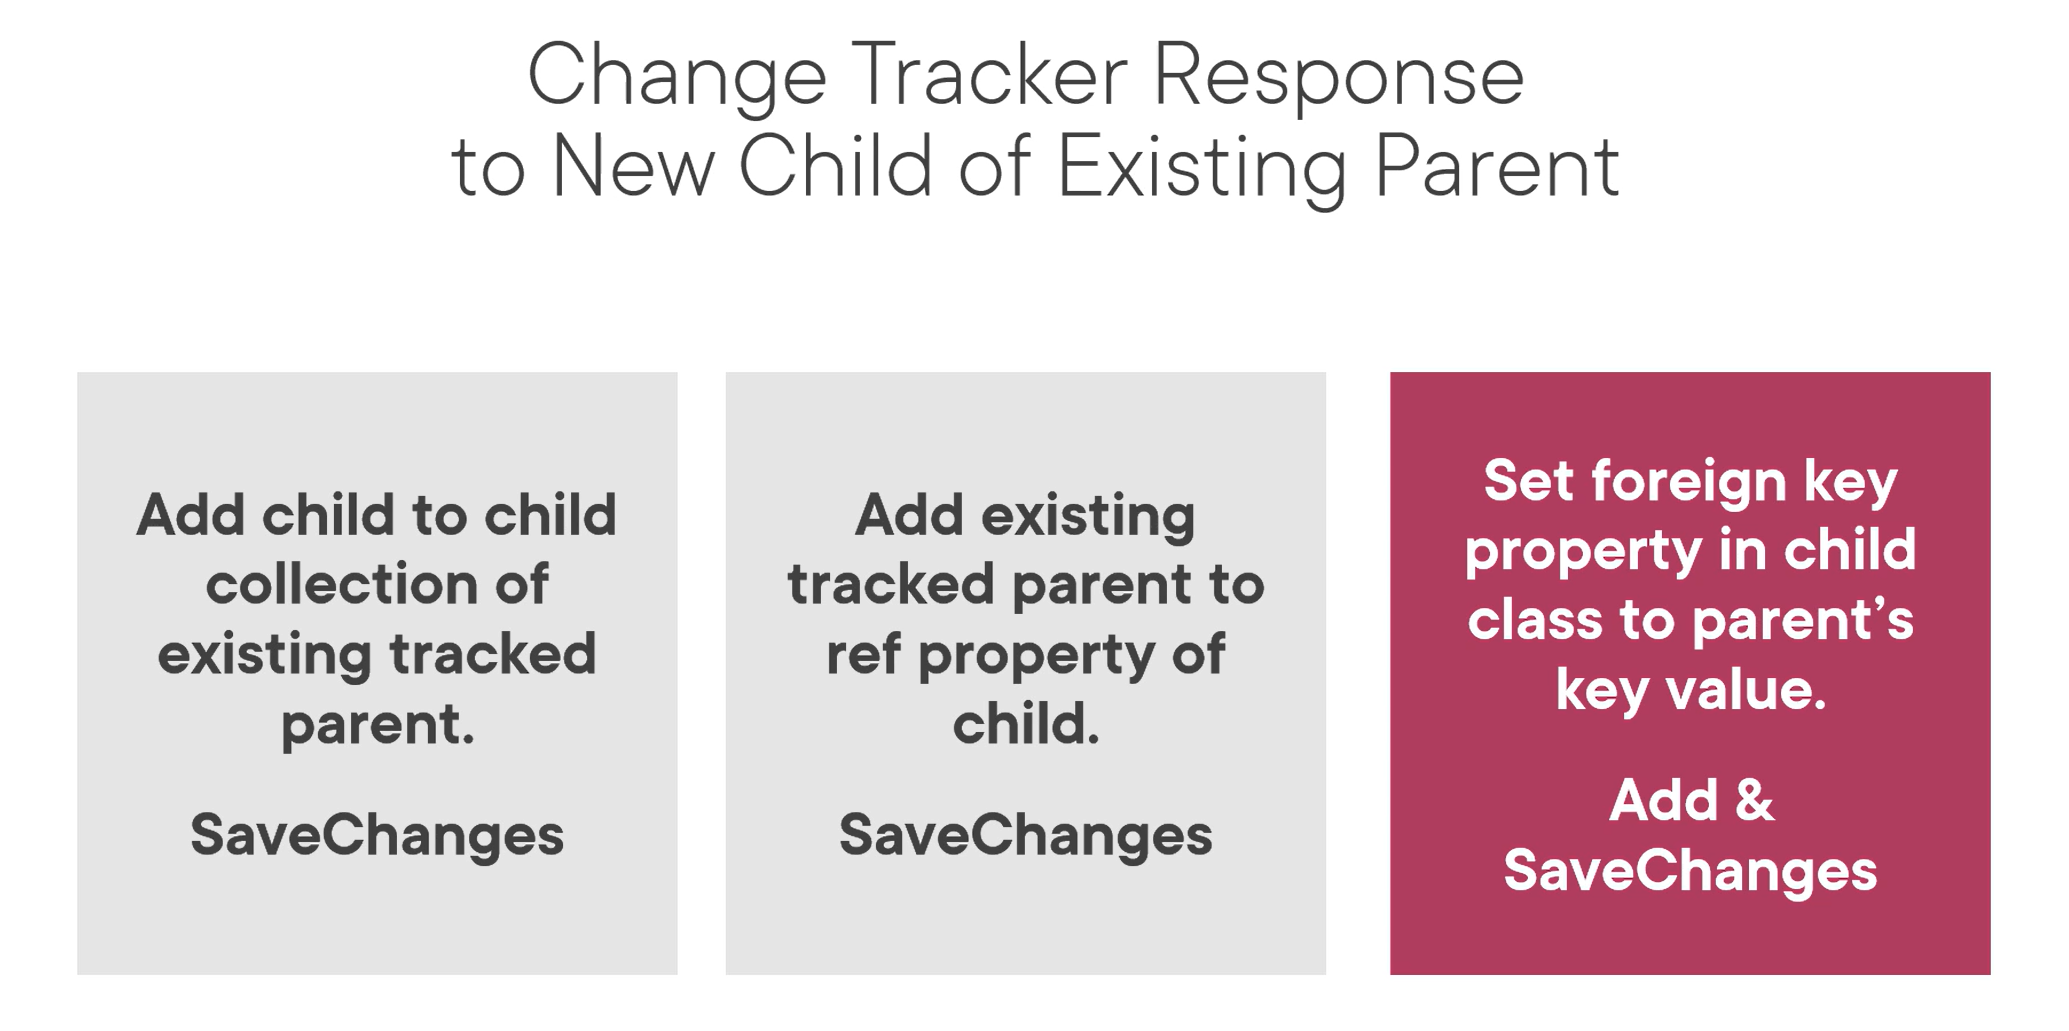 Change Tracker Response
to New Child of Existing Parent
Add child to child
collection of
existing tracked
parent.
SaveChanges
Add existing
tracked parent to
ref property of
child.
SaveChanges
Set foreign key
property in child
class to parent’s
key value.
Add &
SaveChanges